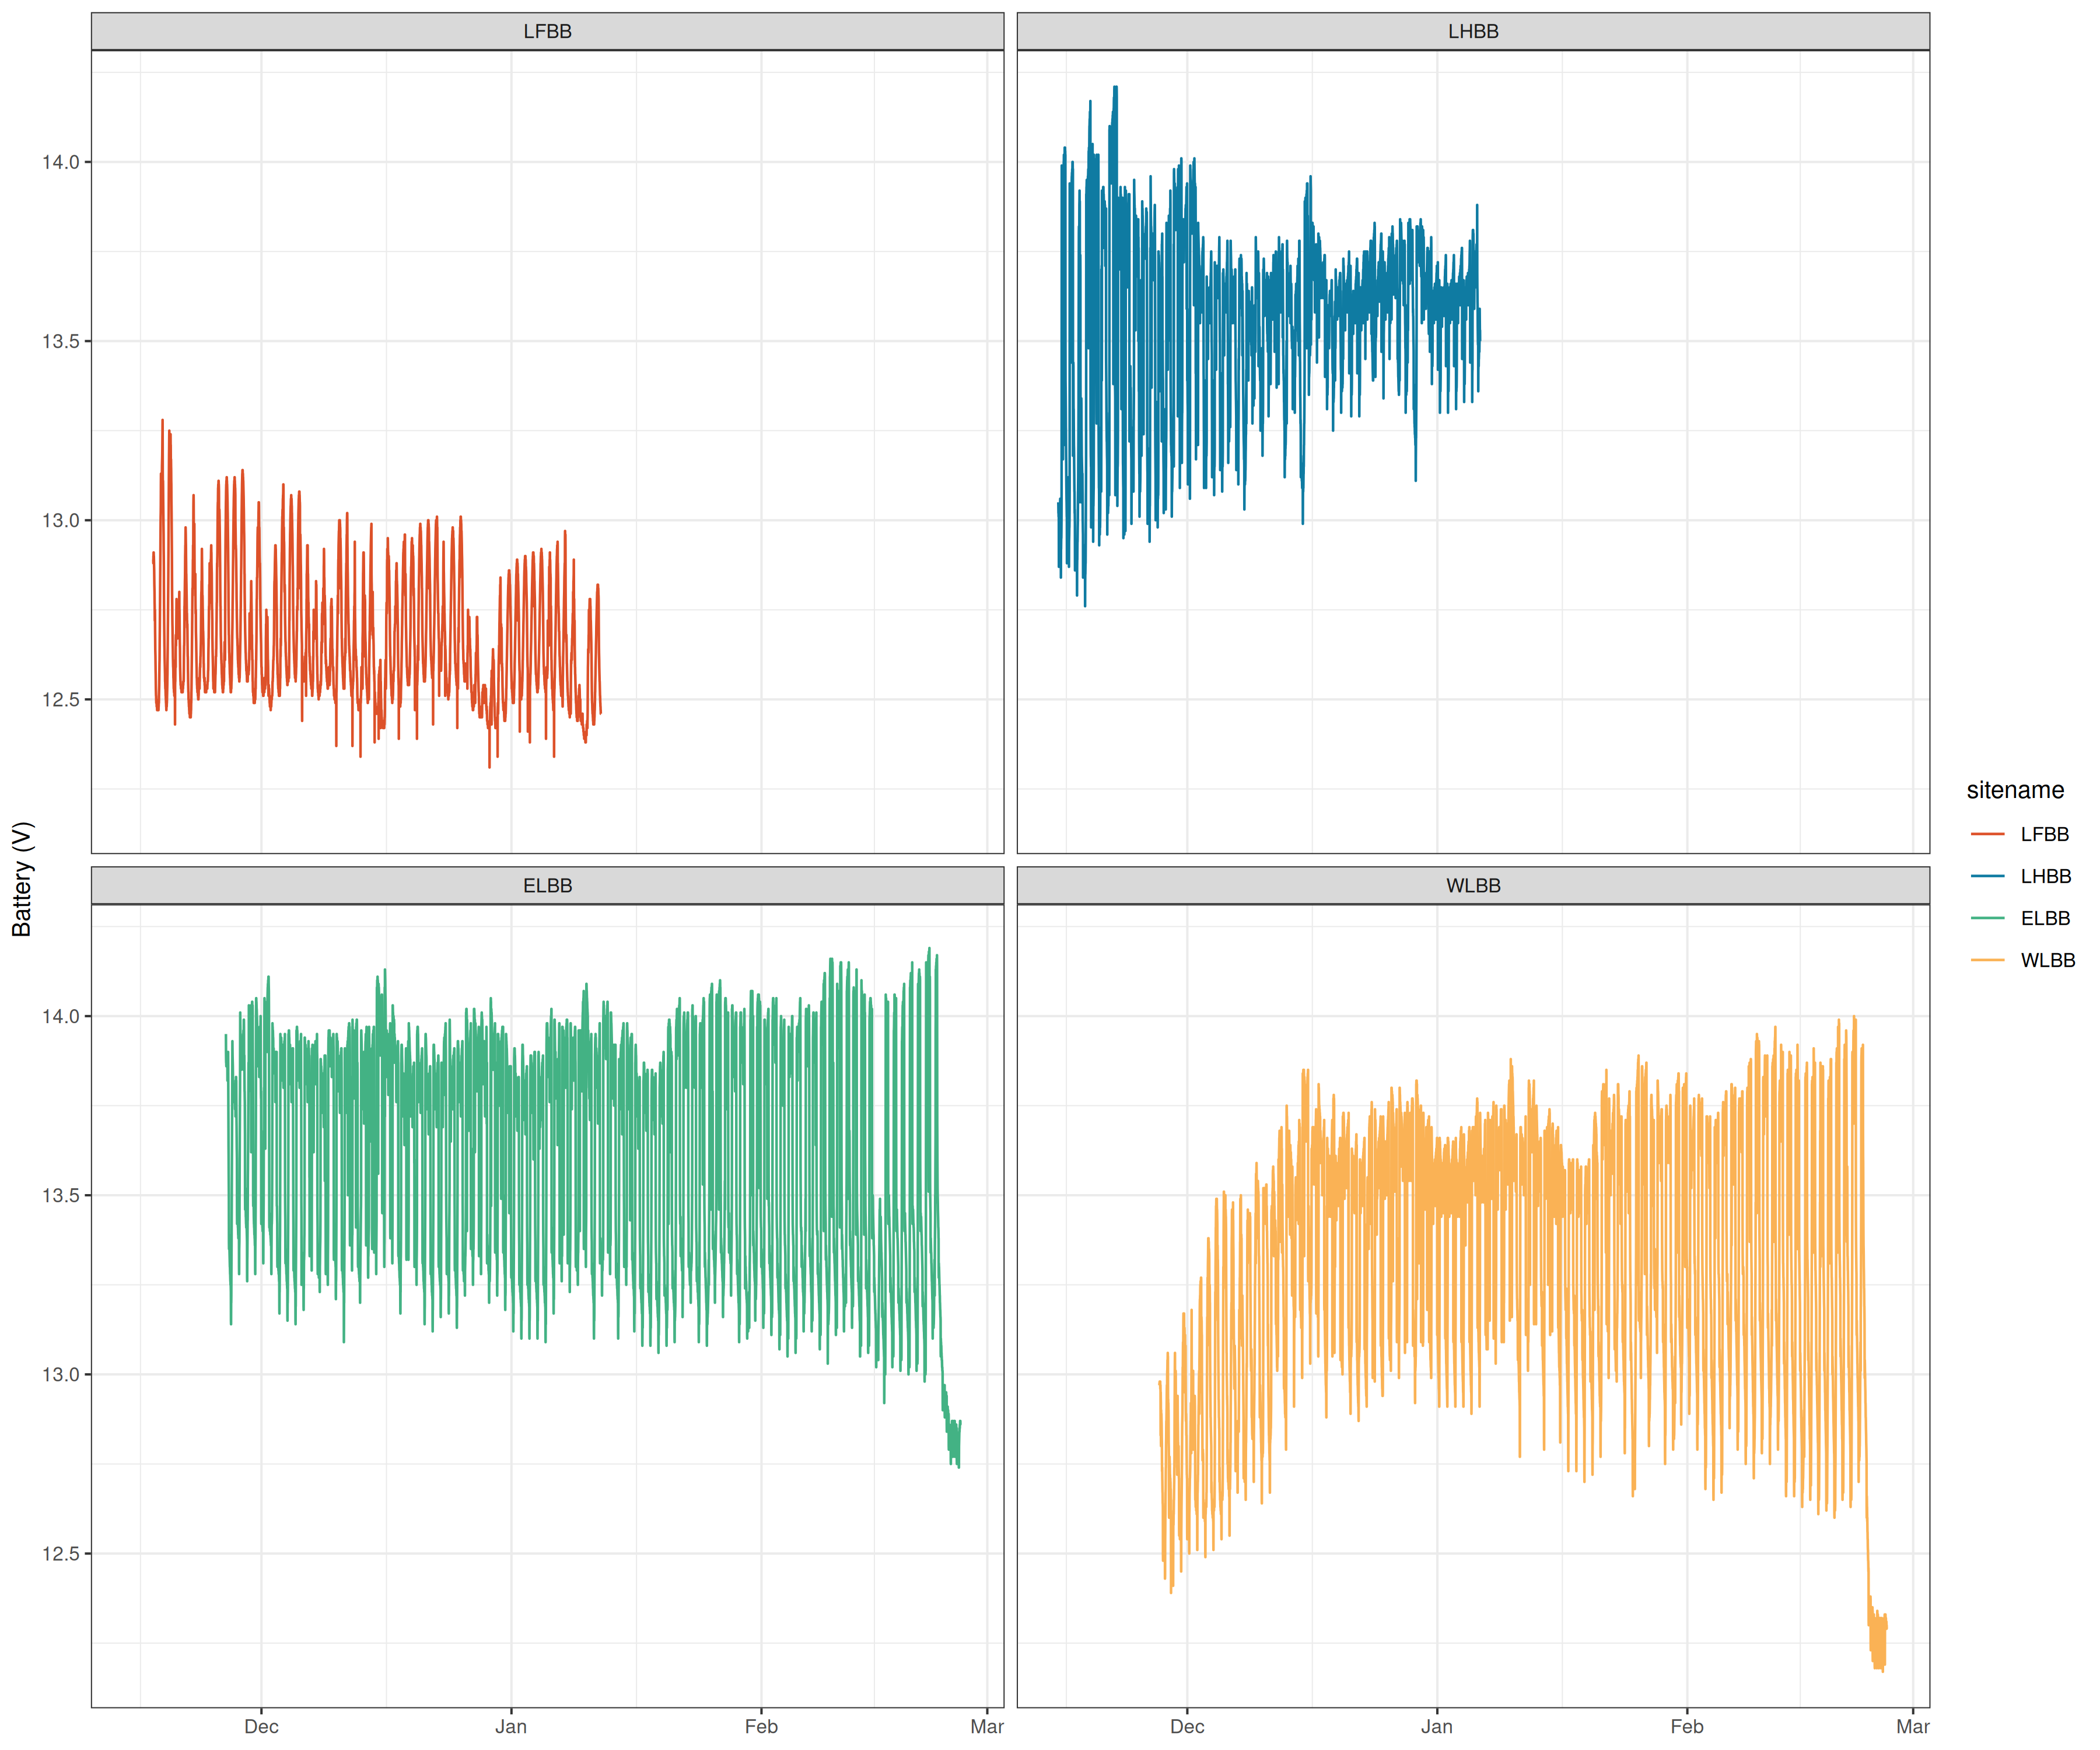 LFBB
LHBB
14.0
13.5
13.0
12.5
ELBB
WLBB
14.0
13.5
13.0
12.5
Dec
Jan
Feb
Mar
Dec
Jan
Feb
Mar
Battery (V)
sitename
LFBB
LHBB
ELBB
WLBB